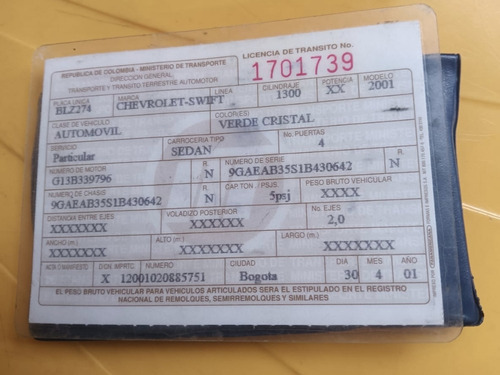 REPUBLICA DE COLOMBIA - MINISTERIO DE TRANSPORTE
DIRECCION GENERAL
TRANSPORTE Y TRANSITO TERRESTRE AUTOMOTOR
LICENCIA DE TRANSITO No.
1701739
PLACA UNICA MARCA LINEA CILINDRAJE POTENCIA MODELO
BLZ274 CHEVROLET-SWIFT 1300 XX 2001
CLASE DE VEHICULO COLOR(ES)
AUTOMOVIL VERDE CRISTAL
SERVICIO CARROCERIA TIPO No. PUERTAS
Particular SEDAN 4
NUMERO DE MOTOR R. NUMERO DE SERIE R.
G13B339796 N 9GAEAB35S1B430642 N
NUMERO DE CHASIS R. CAP. TON. / PSJS. PESO BRUTO VEHICULAR
9GAEAB35S1B430642 N 5psj XXXX
DISTANCIA ENTRE EJES VOLADIZO POSTERIOR No. EJES
XXXXXXX XXXXXX 2,0
ANCHO (m.) ALTO (m.) LARGO (m.)
XXXXXXX XXXXXX XXXXXX
NUMERO CIUDAD DIA MES AÑO
X 12001020885751 Bogota 30 4 01
EL PESO BRUTO VEHICULAR PARA VEHICULOS ARTICULADOS SERA EL ESTIPULADO EN EL REGISTRO
NACIONAL DE REMOLQUES, SEMIRREMOLQUES Y SIMILARES